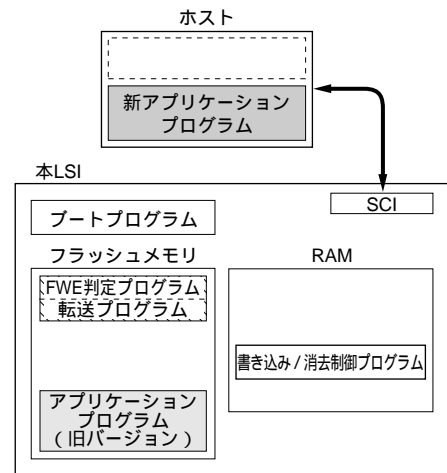 ホスト
新アプリケーション
プログラム
本LSI
SCI
ブートプログラム
フラッシュメモリ
RAM
FWE判定プログラム
転送プログラム
書き込み / 消去制御プログラム
アプリケーション
プログラム
( 旧バージョン )